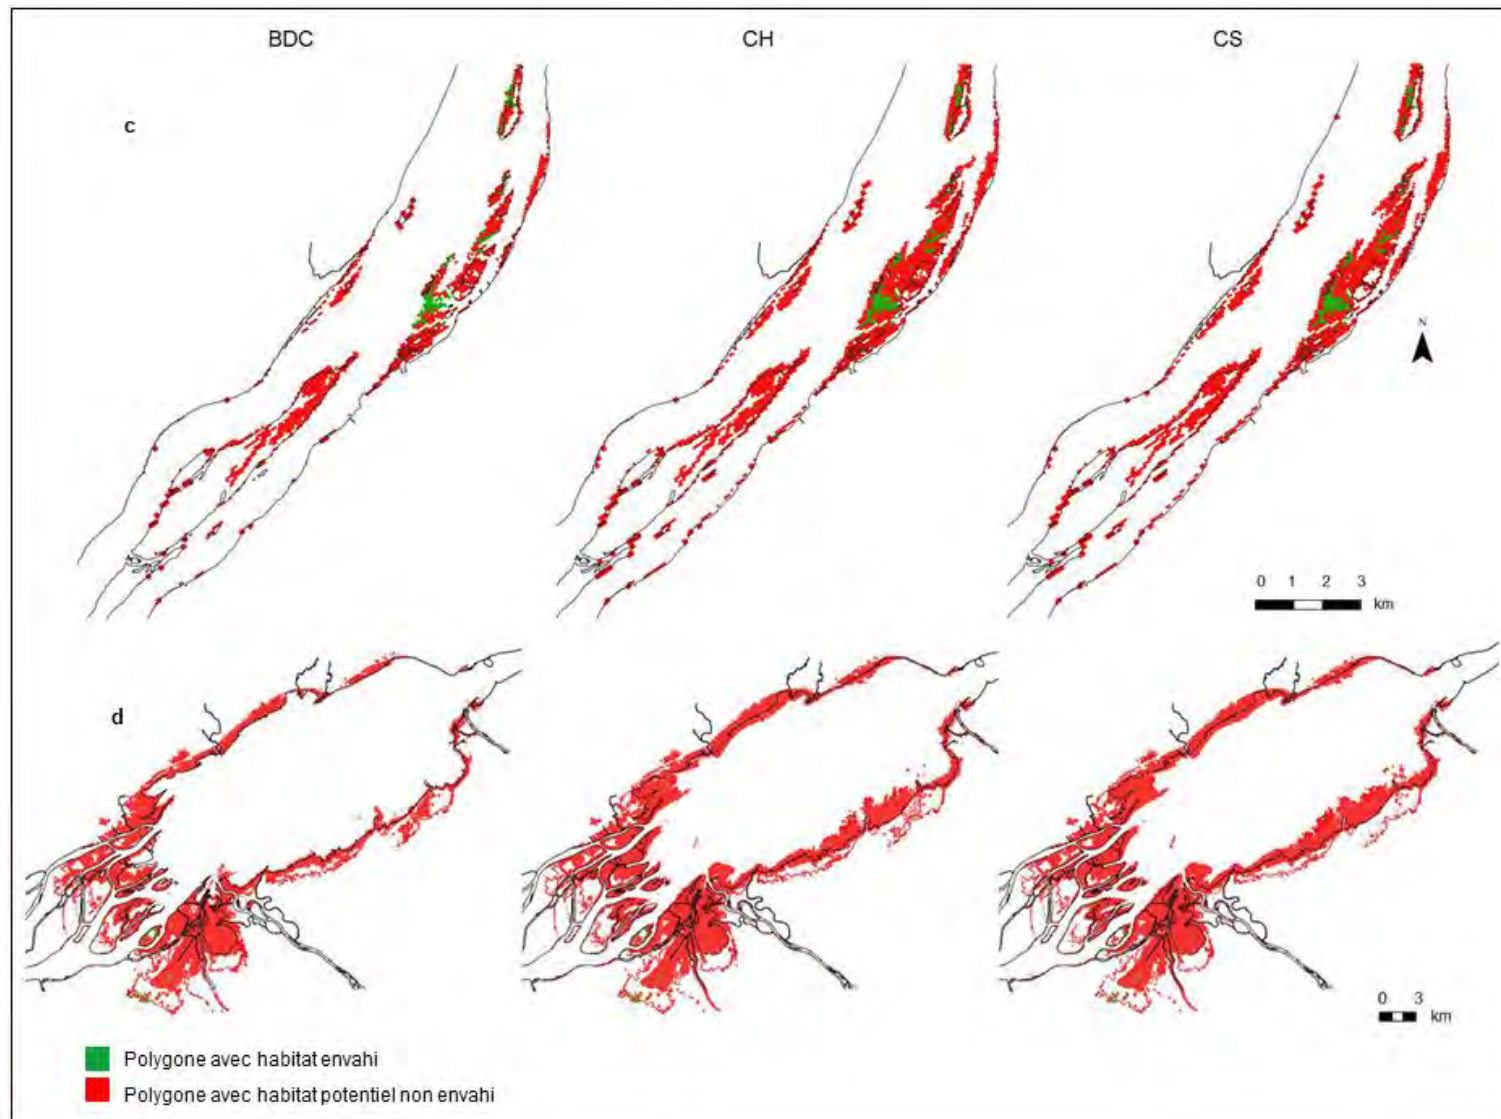 BDC CH CS
c
N
0 1 2 3
km
d
0 3
km
Polygone avec habitat envahi
Polygone avec habitat potentiel non envahi